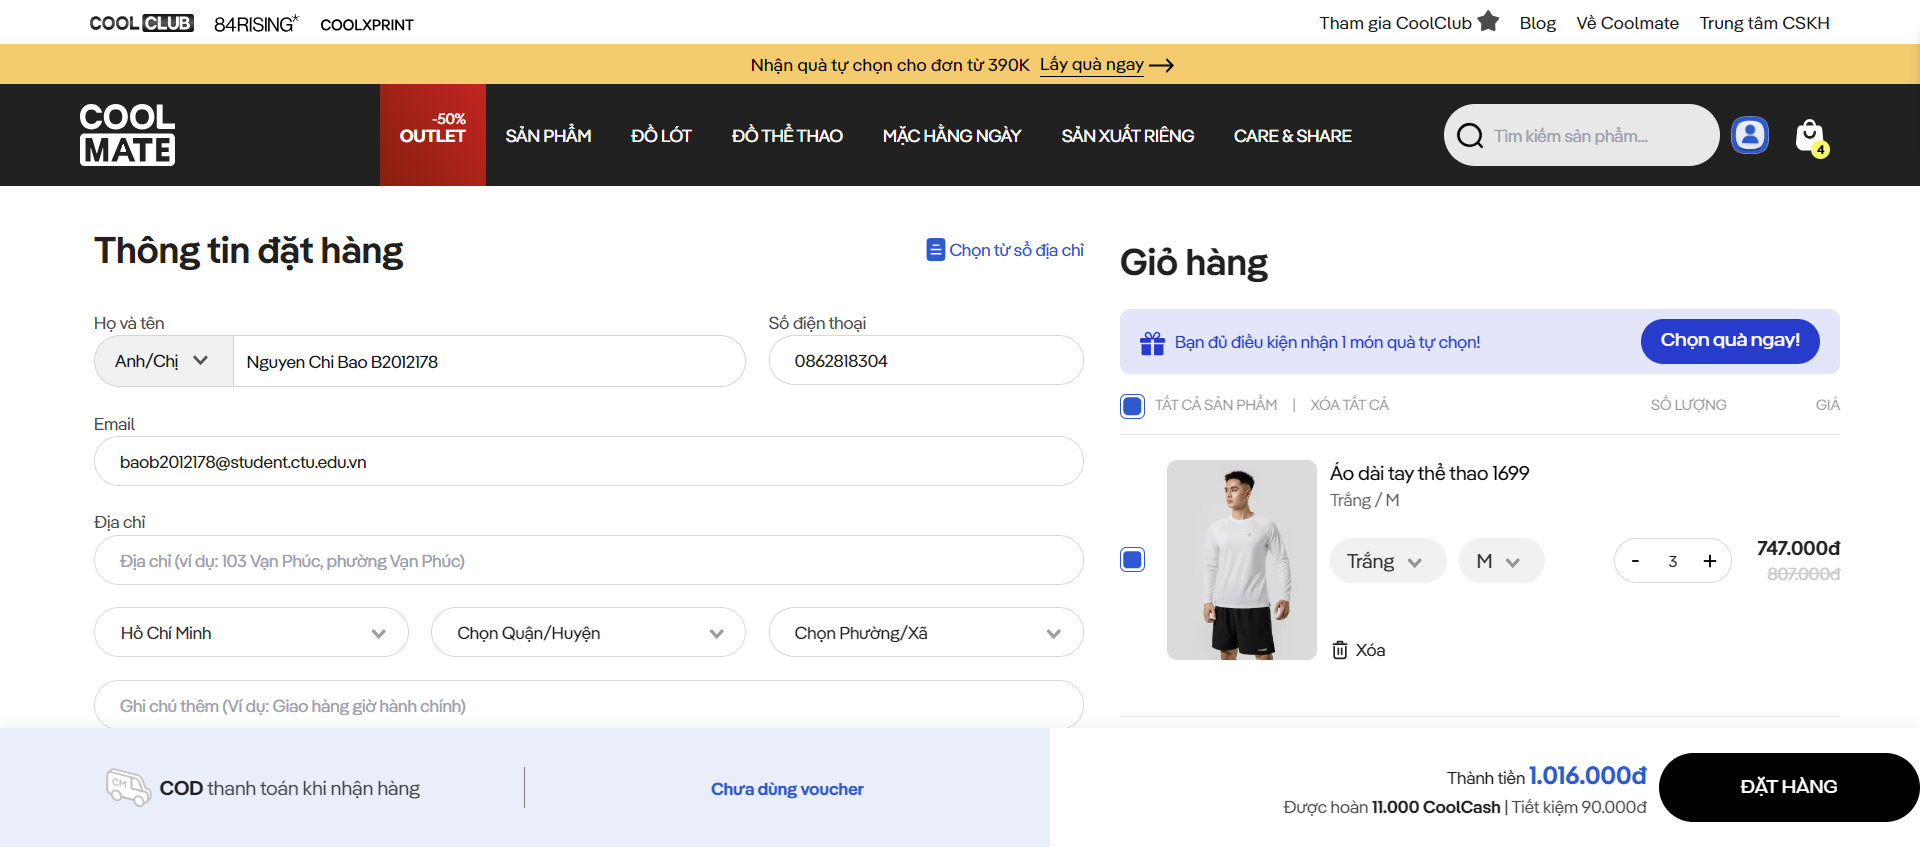 COOL CLUB 84RISING* COOLXPRINT
Tham gia CoolClub Blog Về Coolmate Trung tâm CSKH
Nhận quà tự chọn cho đơn từ 390K Lấy quà ngay
COOL
MATE
-50%
OUTLET SẢN PHẨM ĐỒ LÓT ĐỒ THỂ THAO MẶC HẰNG NGÀY SẢN XUẤT RIÊNG CARE & SHARE
Tìm kiếm sản phẩm...
4
Thông tin đặt hàng
Chọn từ sổ địa chỉ
Họ và tên
Số điện thoại
Anh/Chị Nguyen Chi Bao B2012178
0862818304
Email
baob2012178@student.ctu.edu.vn
Địa chỉ
Địa chỉ (ví dụ: 103 Vạn Phúc, phường Vạn Phúc)
Hồ Chí Minh Chọn Quận/Huyện Chọn Phường/Xã
Ghi chú thêm (Ví dụ: Giao hàng giờ hành chính)
Giỏ hàng
Bạn đủ điều kiện nhận 1 món quà tự chọn! Chọn quà ngay!
TẤT CẢ SẢN PHẨM | XÓA TẤT CẢ SỐ LƯỢNG GIÁ
Áo dài tay thể thao 1699
Trắng / M
Trắng M - 3 +
747.000đ
807.000đ
Xóa
CM
COD thanh toán khi nhận hàng
Chưa dùng voucher
Thành tiền 1.016.000đ
Được hoàn 11.000 CoolCash | Tiết kiệm 90.000đ
ĐẶT HÀNG